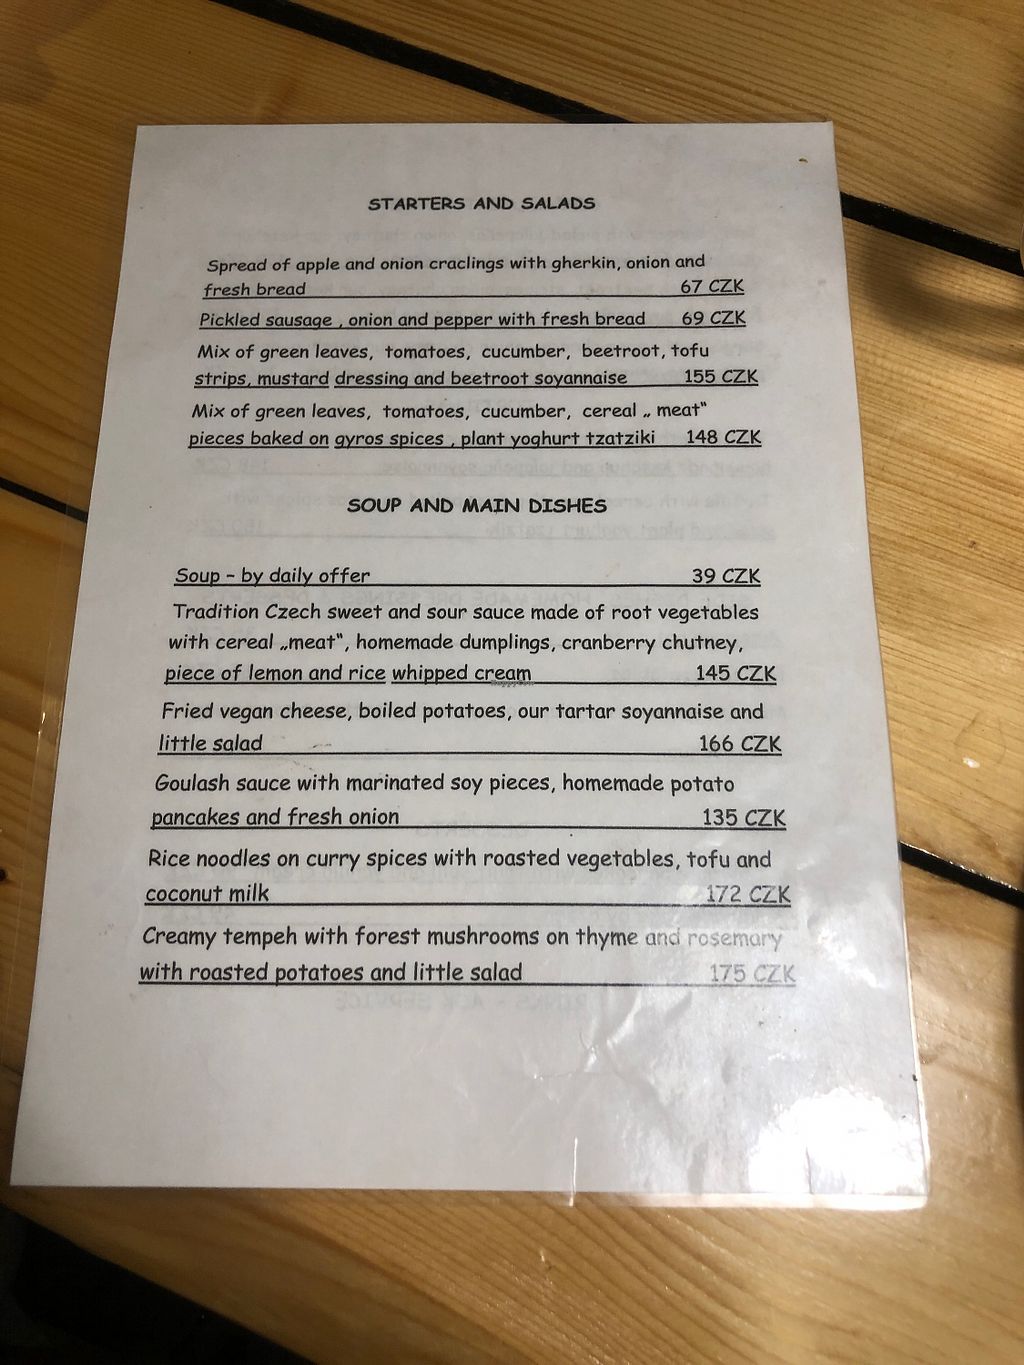 STARTERS AND SALADS
Spread of apple and onion craclings with gherkin, onion and
fresh bread 67 CZK
Pickled sausage , onion and pepper with fresh bread 69 CZK
Mix of green leaves, tomatoes, cucumber, beetroot, tofu
strips, mustard dressing and beetroot soyannaise 155 CZK
Mix of green leaves, tomatoes, cucumber, cereal „ meat“
pieces baked on gyros spices , plant yoghurt tzatziki 148 CZK
SOUP AND MAIN DISHES
Soup – by daily offer 39 CZK
Tradition Czech sweet and sour sauce made of root vegetables
with cereal „meat“, homemade dumplings, cranberry chutney,
piece of lemon and rice whipped cream 145 CZK
HappyCow
Fried vegan cheese, boiled potatoes, our tartar soyannaise and
little salad 166 CZK
Goulash sauce with marinated soy pieces, homemade potato
pancakes and fresh onion 135 CZK
Rice noodles on curry spices with roasted vegetables, tofu and
coconut milk 172 CZK
Creamy tempeh with forest mushrooms on thyme and rosemary
with roasted potatoes and little salad 175 CZK